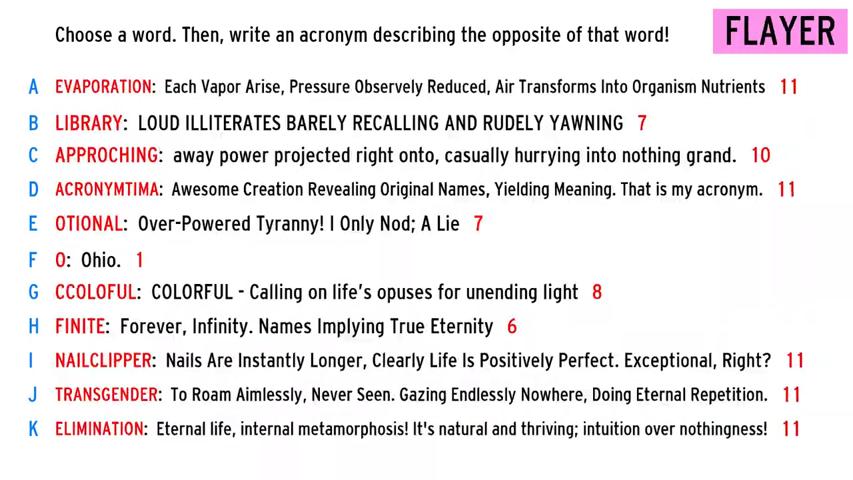 Choose a word. Then, write an acronym describing the opposite of that word!
FLAYER
A EVAPORATION: Each Vapor Arise, Pressure Observely Reduced, Air Transforms Into Organism Nutrients 11
B LIBRARY: LOUD ILLITERATES BARELY RECALLING AND RUDELY YAWNING 7
C APPROCHING: away power projected right onto, casually hurrying into nothing grand. 10
D ACRONYMTIMA: Awesome Creation Revealing Original Names, Yielding Meaning. That is my acronym. 11
E OTIONAL: Over-Powered Tyranny! I Only Nod; A Lie 7
F O: Ohio. 1
G CCOLOFUL: COLORFUL - Calling on life's opuses for unending light 8
H FINITE: Forever, Infinity. Names Implying True Eternity 6
I NAILCLIPPER: Nails Are Instantly Longer, Clearly Life Is Positively Perfect. Exceptional, Right? 11
J TRANSGENDER: To Roam Aimlessly, Never Seen. Gazing Endlessly Nowhere, Doing Eternal Repetition. 11
K ELIMINATION: Eternal life, internal metamorphosis! It's natural and thriving; intuition over nothingness! 11